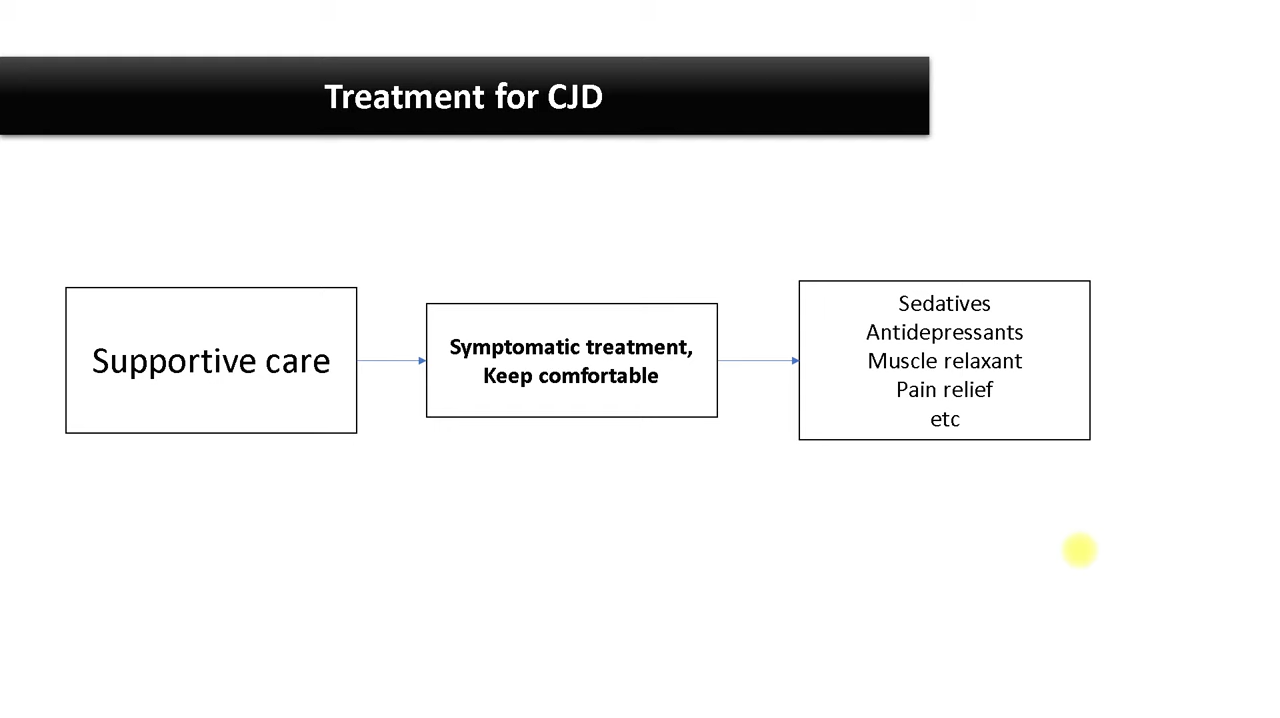 Treatment for CJD
Supportive care
Symptomatic treatment,
Keep comfortable
Sedatives
Antidepressants
Muscle relaxant
Pain relief
etc